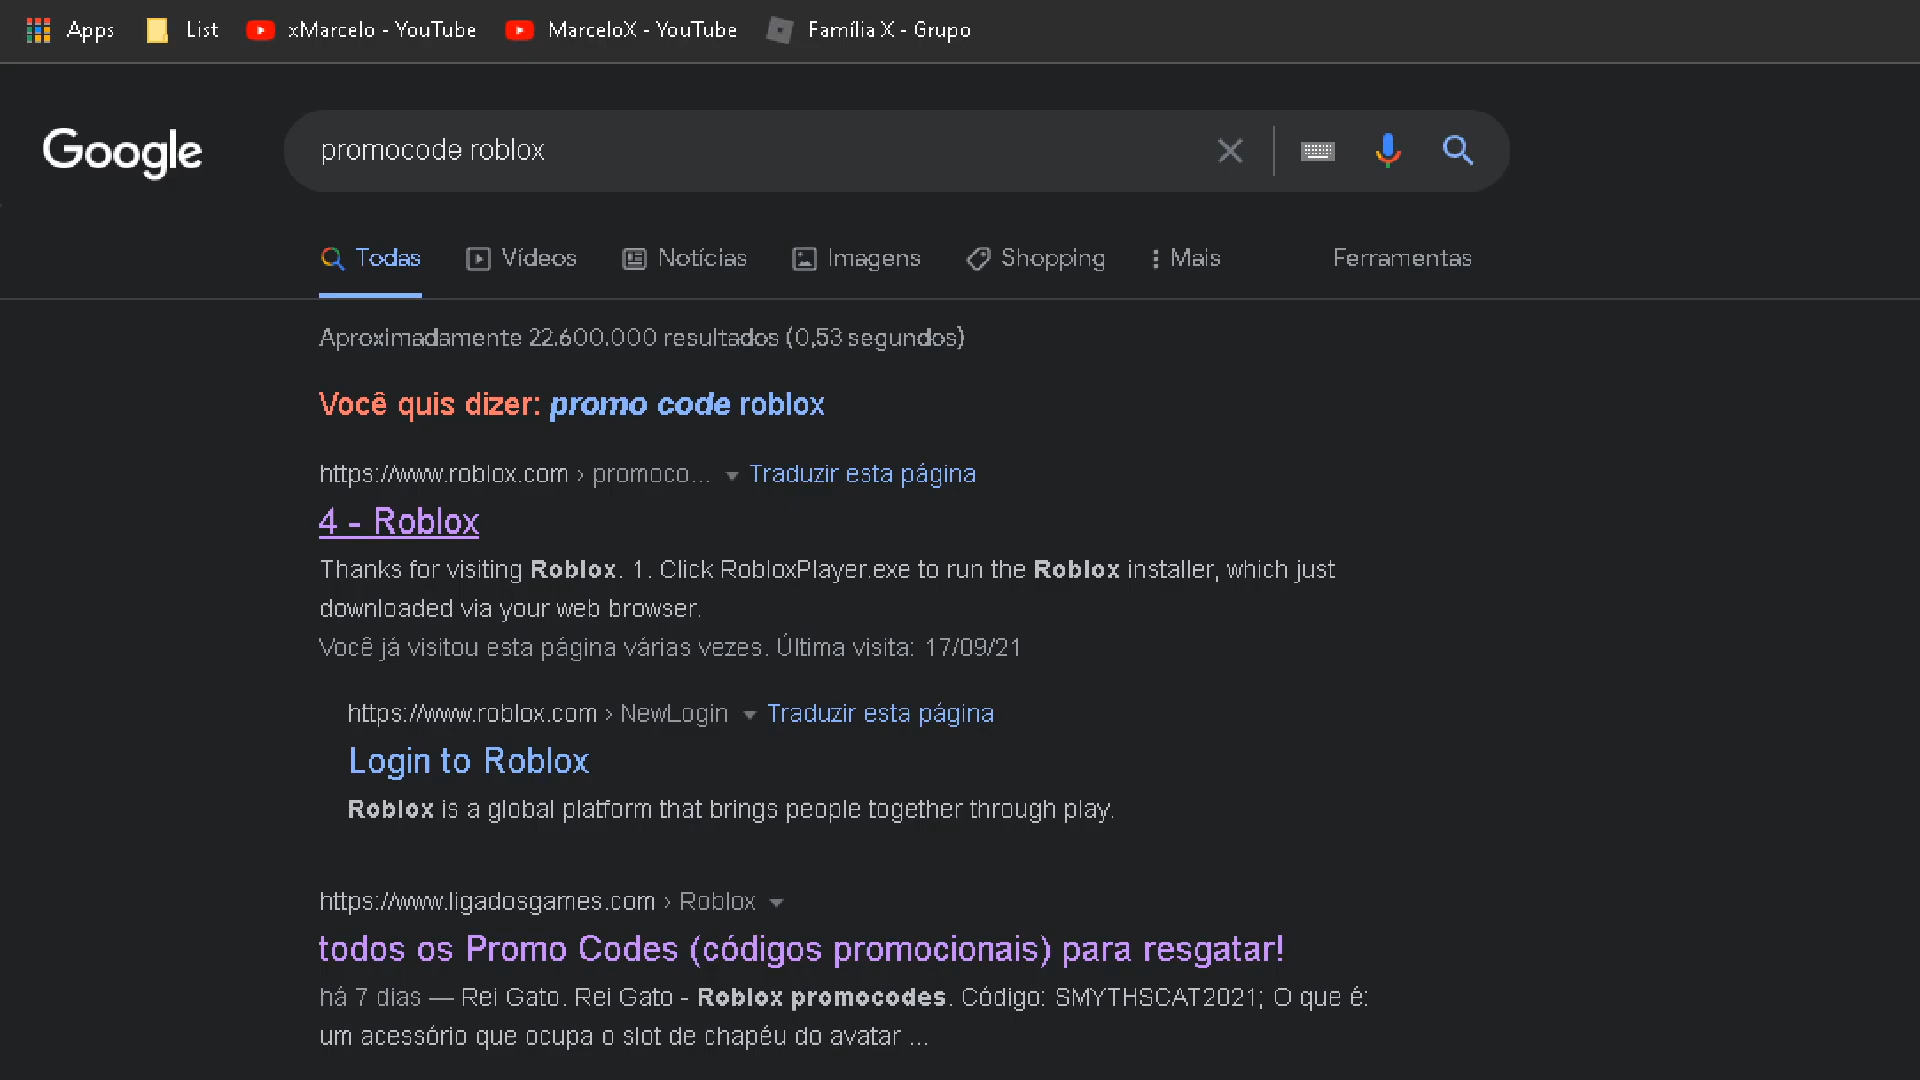 Apps List xMarcelo - YouTube MarceloX - YouTube Família X - Grupo
Google promocode roblox
Todas Vídeos Notícias Imagens Shopping Mais Ferramentas
Aproximadamente 22.600.000 resultados (0,53 segundos)
Você quis dizer: promo code roblox
https://www.roblox.com › promoco... Traduzir esta página
4 - Roblox
Thanks for visiting Roblox. 1. Click RobloxPlayer.exe to run the Roblox installer, which just
downloaded via your web browser.
Você já visitou esta página várias vezes. Última visita: 17/09/21
https://www.roblox.com › NewLogin Traduzir esta página
Login to Roblox
Roblox is a global platform that brings people together through play.
https://www.ligadosgames.com › Roblox
todos os Promo Codes (códigos promocionais) para resgatar!
há 7 dias — Rei Gato. Rei Gato - Roblox promocodes. Código: SMYTHSCAT2021; O que é:
um acessório que ocupa o slot de chapéu do avatar ...